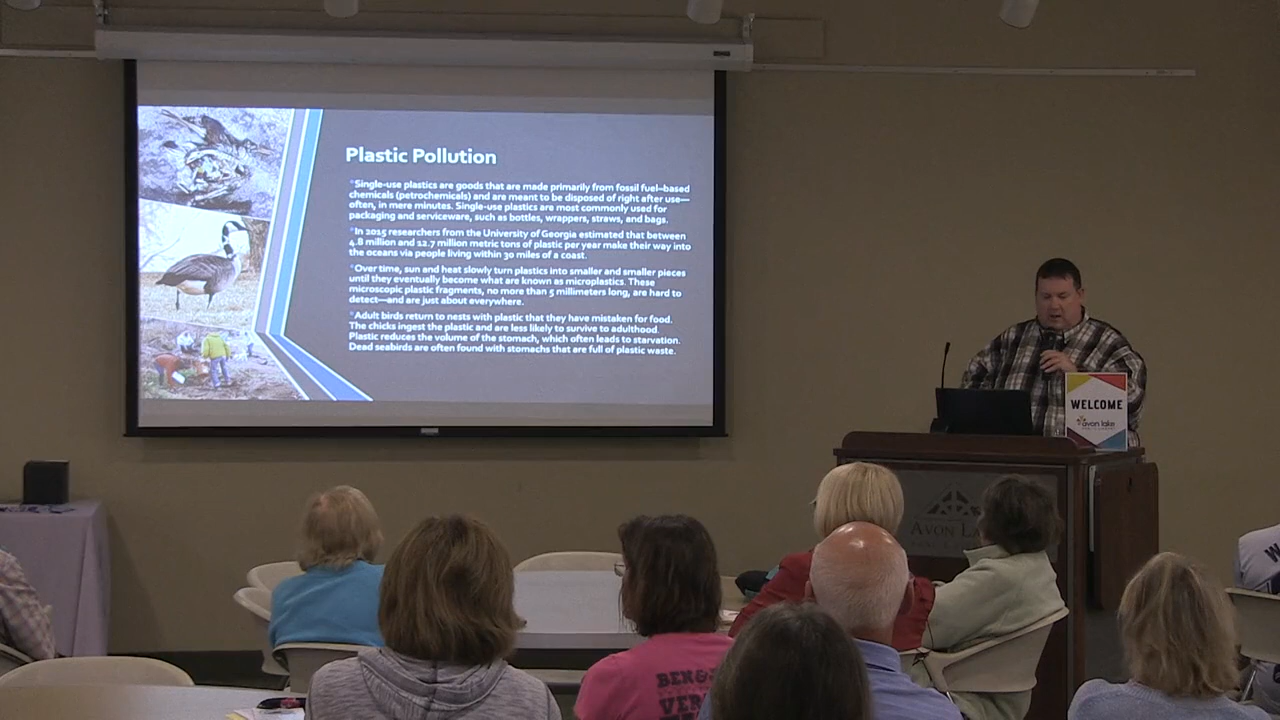 Plastic Pollution
*Single-use plastics are goods that are made primarily from fossil fuel-based
chemicals (petrochemicals) and are meant to be disposed of right after use—
often, in mere minutes. Single-use plastics are most commonly used for
packaging and serviceware, such as bottles, wrappers, straws, and bags.
*In 2015 researchers from the University of Georgia estimated that between
4.8 million and 12.7 million metric tons of plastic per year make their way into
the oceans via people living within 30 miles of a coast.
*Over time, sun and heat slowly turn plastics into smaller and smaller pieces
until they eventually become what are known as microplastics. These
microscopic plastic fragments, no more than 5 millimeters long, are hard to
detect—and are just about everywhere.
*Adult birds return to nests with plastic that they have mistaken for food.
The chicks ingest the plastic and are less likely to survive to adulthood.
Plastic reduces the volume of the stomach, which often leads to starvation.
Dead seabirds are often found with stomachs that are full of plastic waste.
WELCOME
avon lake
AVON LA
BEN&
VER
W